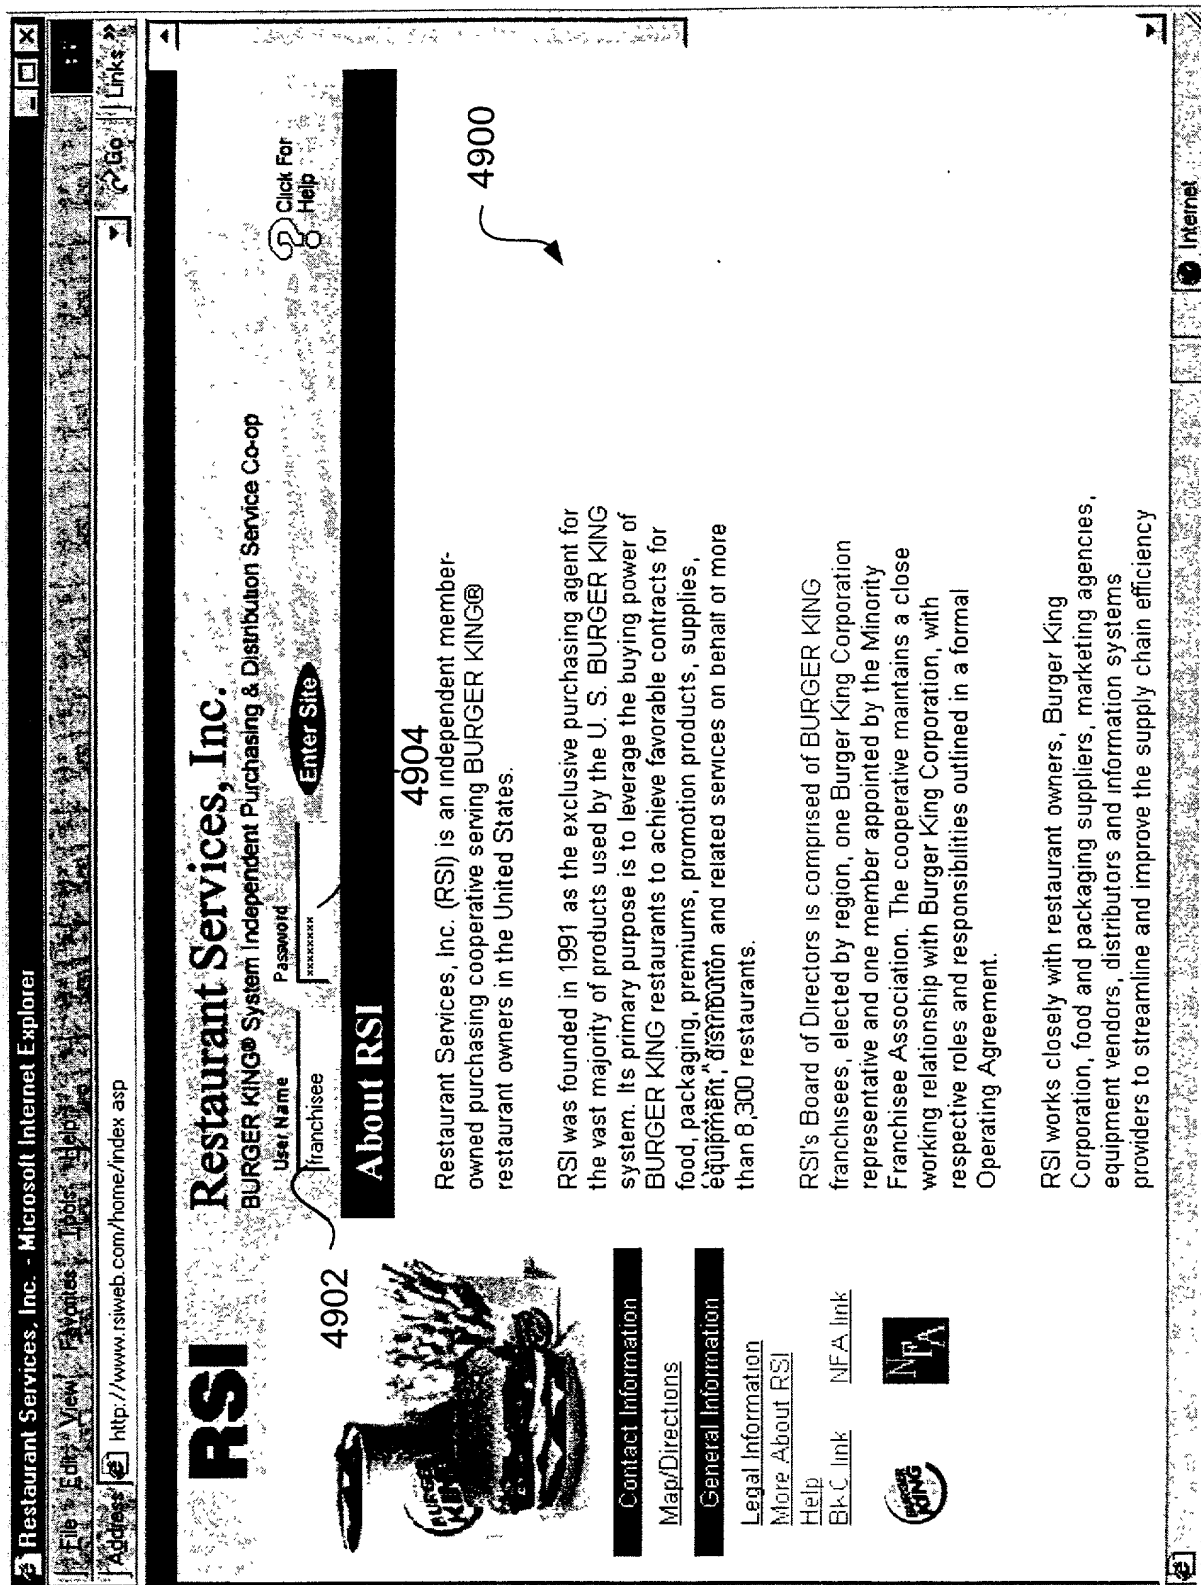 Restaurant Services, Inc. - Microsoft Internet Explorer
File Edit View Favorites Tools Help
Address http://www.rsiweb.com/home/index asp Go Links »
RSI
Restaurant Services, Inc.
BURGER KING® System Independent Purchasing & Distribution Service Co-op
User Name Password
franchisee xxxxxxxx Enter Site
? Click For Help
4902
4904
4900
About RSI
BURGER KING
Contact Information
Map/Directions
General Information
Legal Information
More About RSI
Help
BKC link NFA link
BURGER KING NFA
Restaurant Services, Inc. (RSI) is an independent member-
owned purchasing cooperative serving BURGER KING®
restaurant owners in the United States.
RSI was founded in 1991 as the exclusive purchasing agent for
the vast majority of products used by the U. S. BURGER KING
system. Its primary purpose is to leverage the buying power of
BURGER KING restaurants to achieve favorable contracts for
food, packaging, premiums, promotion products, supplies,
equipment, distribution and related services on behalf of more
than 8,300 restaurants.
RSI's Board of Directors is comprised of BURGER KING
franchisees, elected by region, one Burger King Corporation
representative and one member appointed by the Minority
Franchisee Association. The cooperative maintains a close
working relationship with Burger King Corporation, with
respective roles and responsibilities outlined in a formal
Operating Agreement.
RSI works closely with restaurant owners, Burger King
Corporation, food and packaging suppliers, marketing agencies,
equipment vendors, distributors and information systems
providers to streamline and improve the supply chain efficiency
Internet